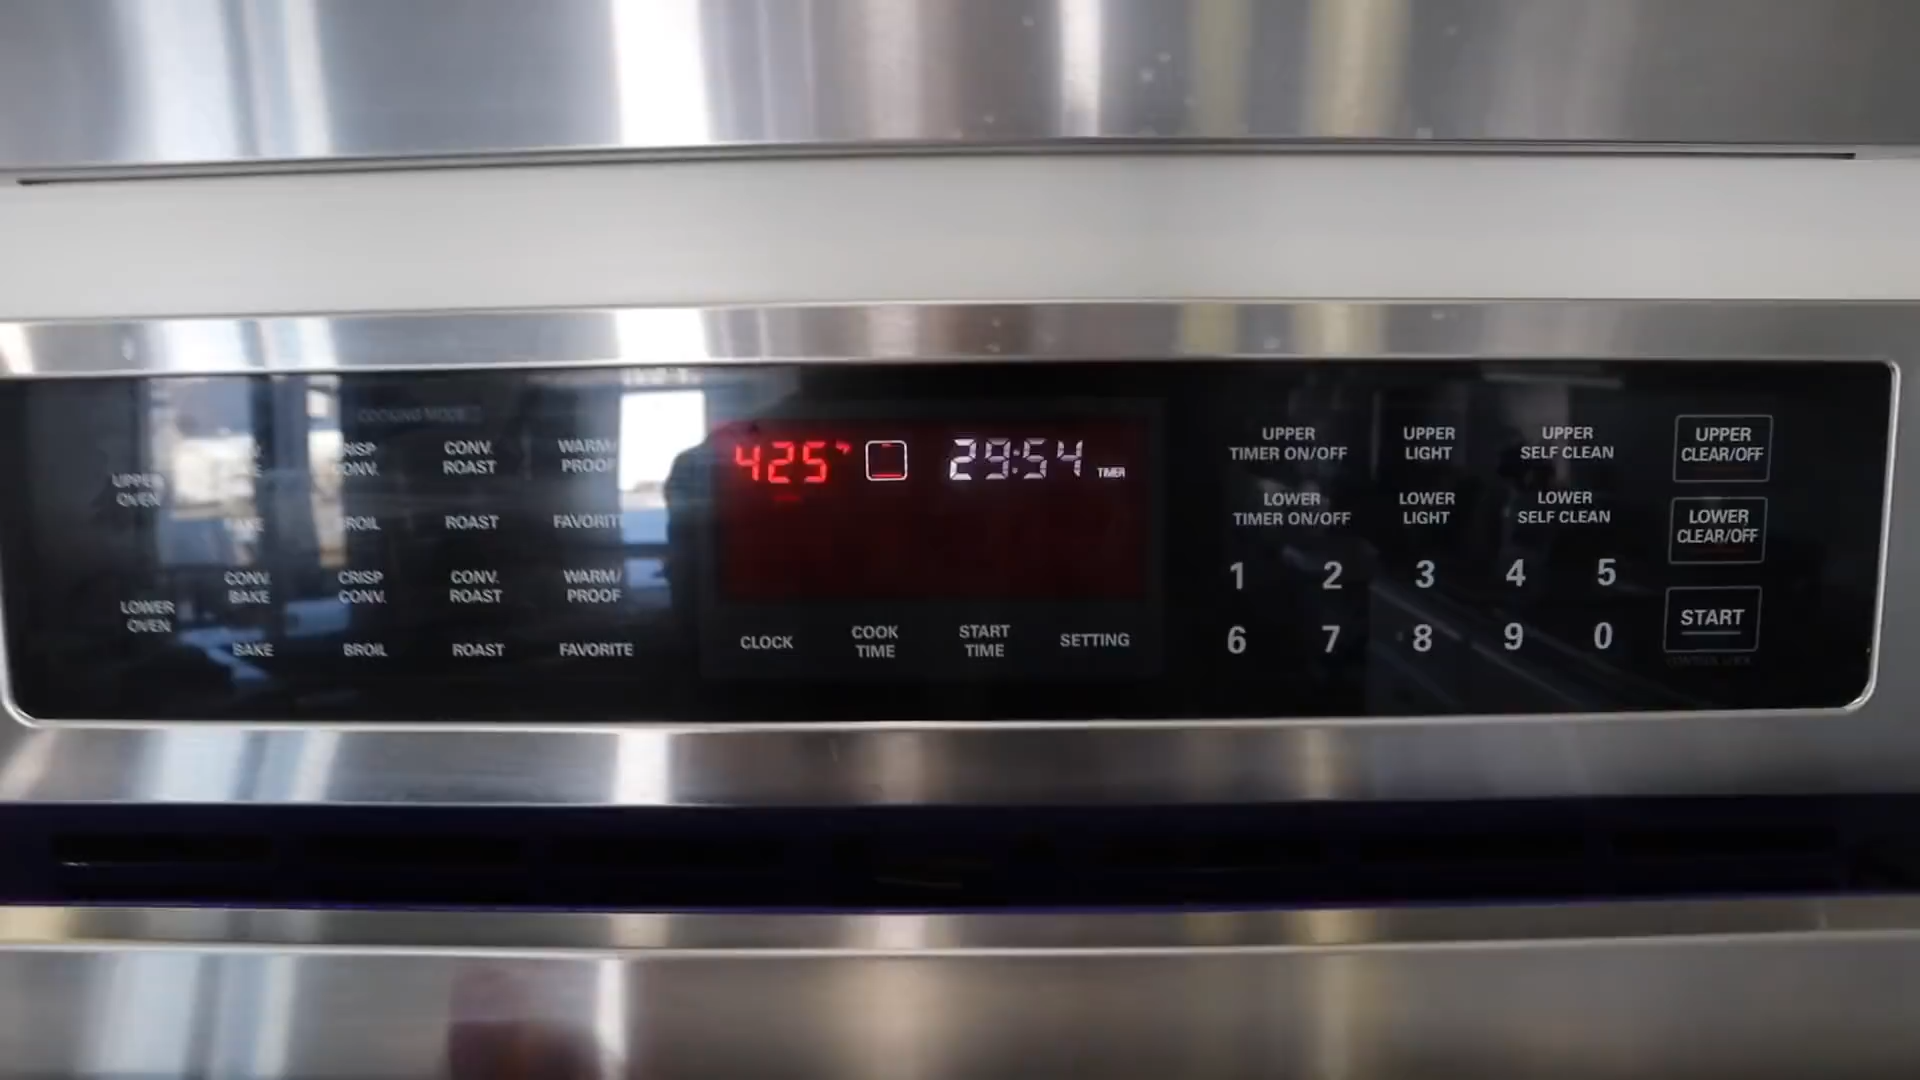 COOKING MODE
UPPER
OVEN
CRISP
CONV.
CONV.
ROAST
WARM/
PROOF
BAKE
BROIL
ROAST
FAVORITE
LOWER
OVEN
CONV.
BAKE
CRISP
CONV.
CONV.
ROAST
WARM/
PROOF
BAKE
BROIL
ROAST
FAVORITE
425°F
29:54 TIMER
CLOCK
COOK
TIME
START
TIME
SETTING
UPPER
TIMER ON/OFF
UPPER
LIGHT
UPPER
SELF CLEAN
LOWER
TIMER ON/OFF
LOWER
LIGHT
LOWER
SELF CLEAN
1 2 3 4 5
6 7 8 9 0
UPPER
CLEAR/OFF
LOWER
CLEAR/OFF
START
CONTROL LOCK